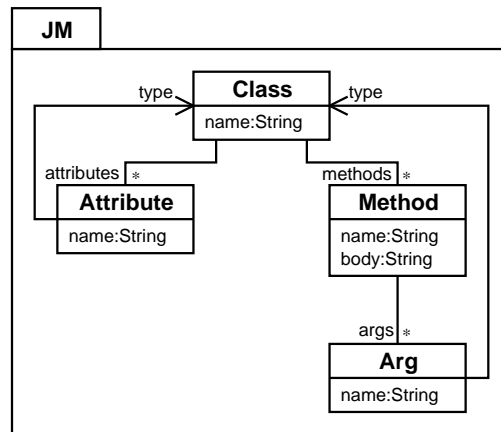 JM
type
Class
type
name:String
attributes *
methods *
Attribute
name:String
Method
name:String
body:String
args *
Arg
name:String